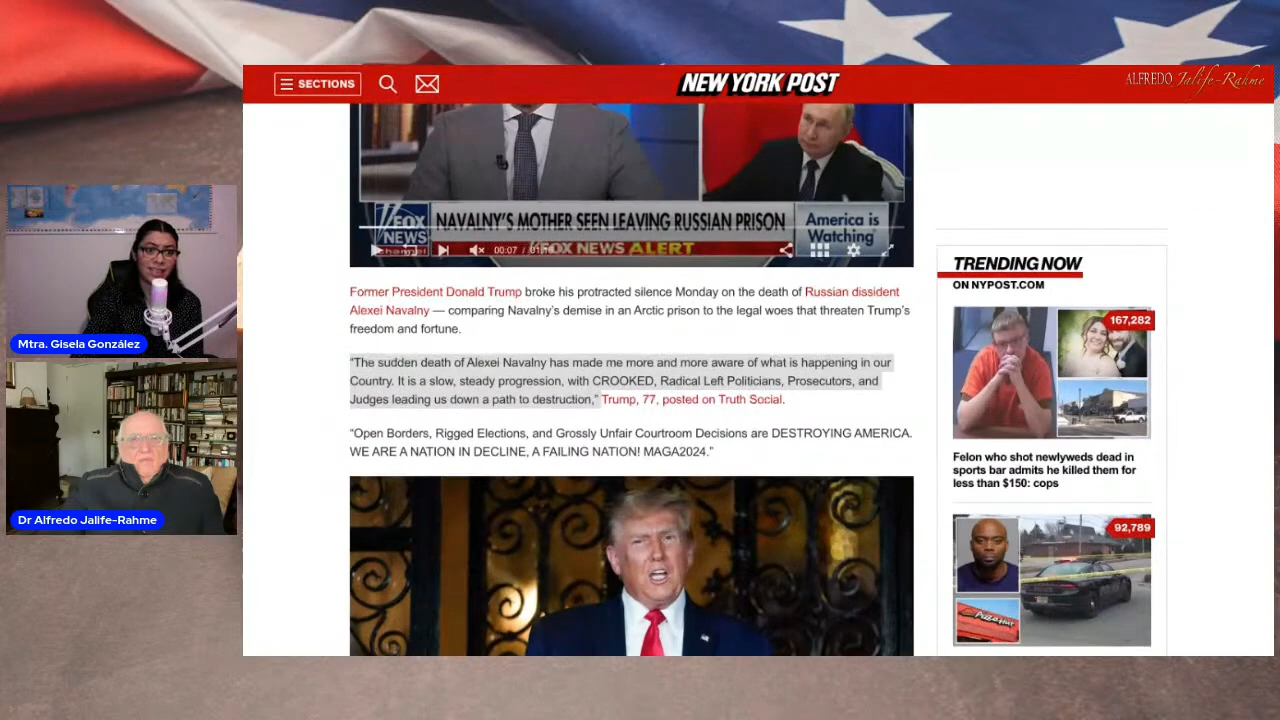 SECTIONS
NEW YORK POST
ALFREDO Jalife-Rahme
FOX
NEWS
channel
NAVALNY'S MOTHER SEEN LEAVING RUSSIAN PRISON
America is
Watching
FOX NEWS ALERT
00:07 /
Former President Donald Trump broke his protracted silence Monday on the death of Russian dissident
Alexei Navalny — comparing Navalny's demise in an Arctic prison to the legal woes that threaten Trump's
freedom and fortune.
"The sudden death of Alexei Navalny has made me more and more aware of what is happening in our
Country. It is a slow, steady progression, with CROOKED, Radical Left Politicians, Prosecutors, and
Judges leading us down a path to destruction," Trump, 77, posted on Truth Social.
"Open Borders, Rigged Elections, and Grossly Unfair Courtroom Decisions are DESTROYING AMERICA.
WE ARE A NATION IN DECLINE, A FAILING NATION! MAGA2024."
TRENDING NOW
ON NYPOST.COM
167,282
Felon who shot newlyweds dead in
sports bar admits he killed them for
less than $150: cops
92,789
Pizza Hut
Mtra. Gisela González
Dr Alfredo Jalife-Rahme